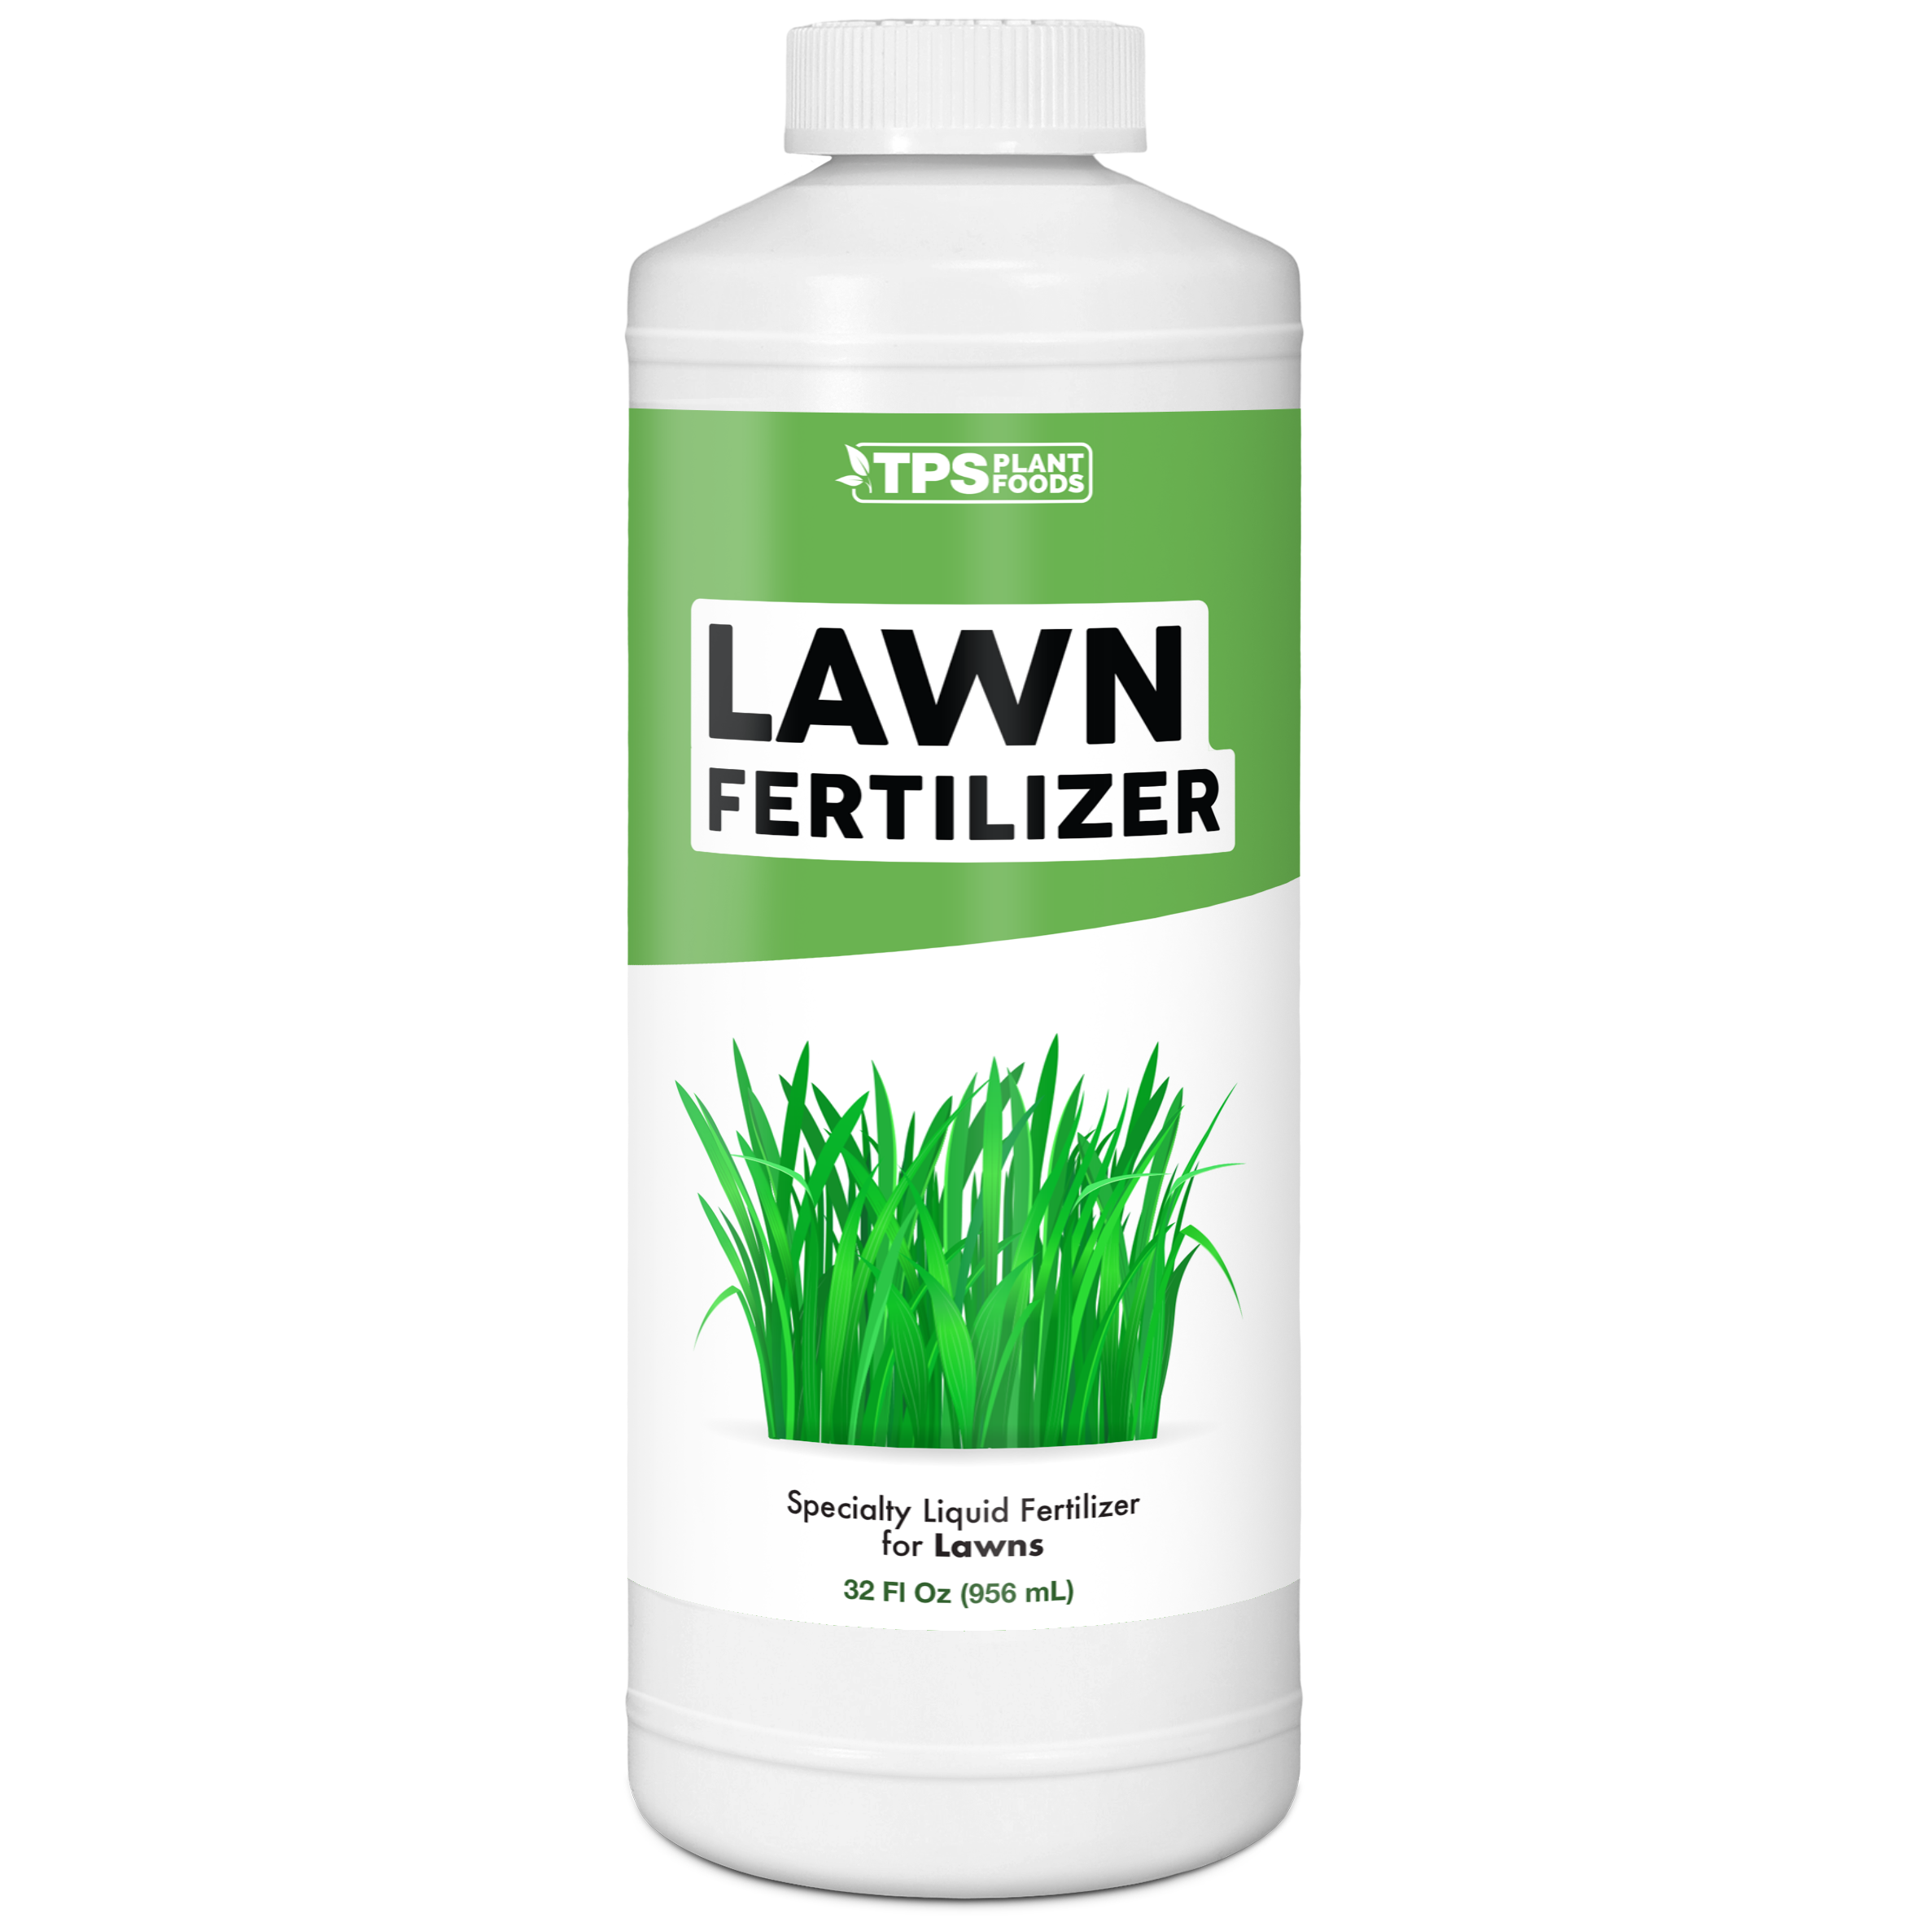 TPS PLANT FOODS
LAWN
FERTILIZER
Specialty Liquid Fertilizer
for Lawns
32 Fl Oz (956 mL)